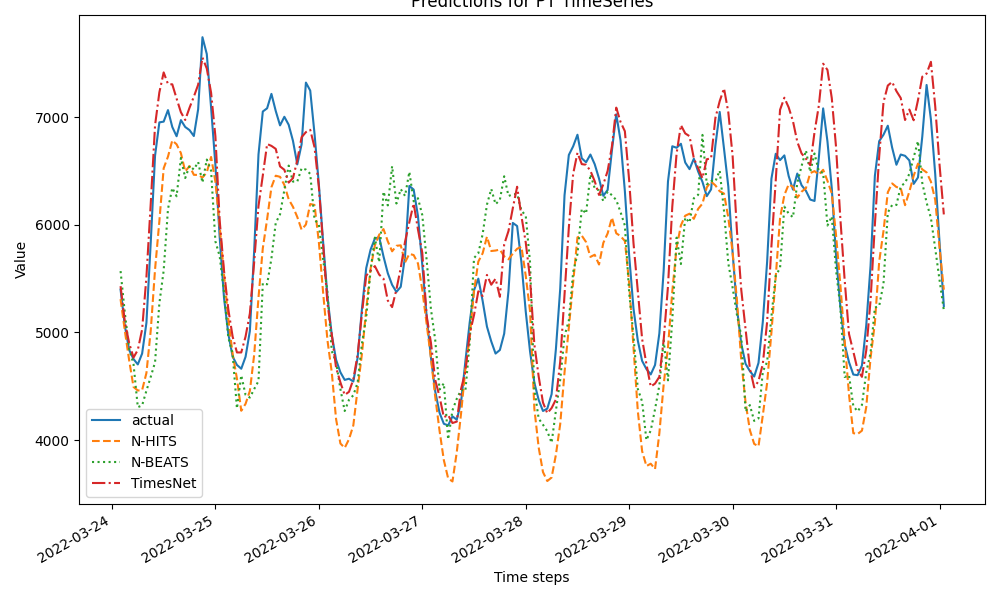 Predictions for PT TimeSeries
Value
7000
6000
5000
4000
actual
N-HITS
N-BEATS
TimesNet
2022-03-24
2022-03-25
2022-03-26
2022-03-27
2022-03-28
2022-03-29
2022-03-30
2022-03-31
2022-04-01
Time steps